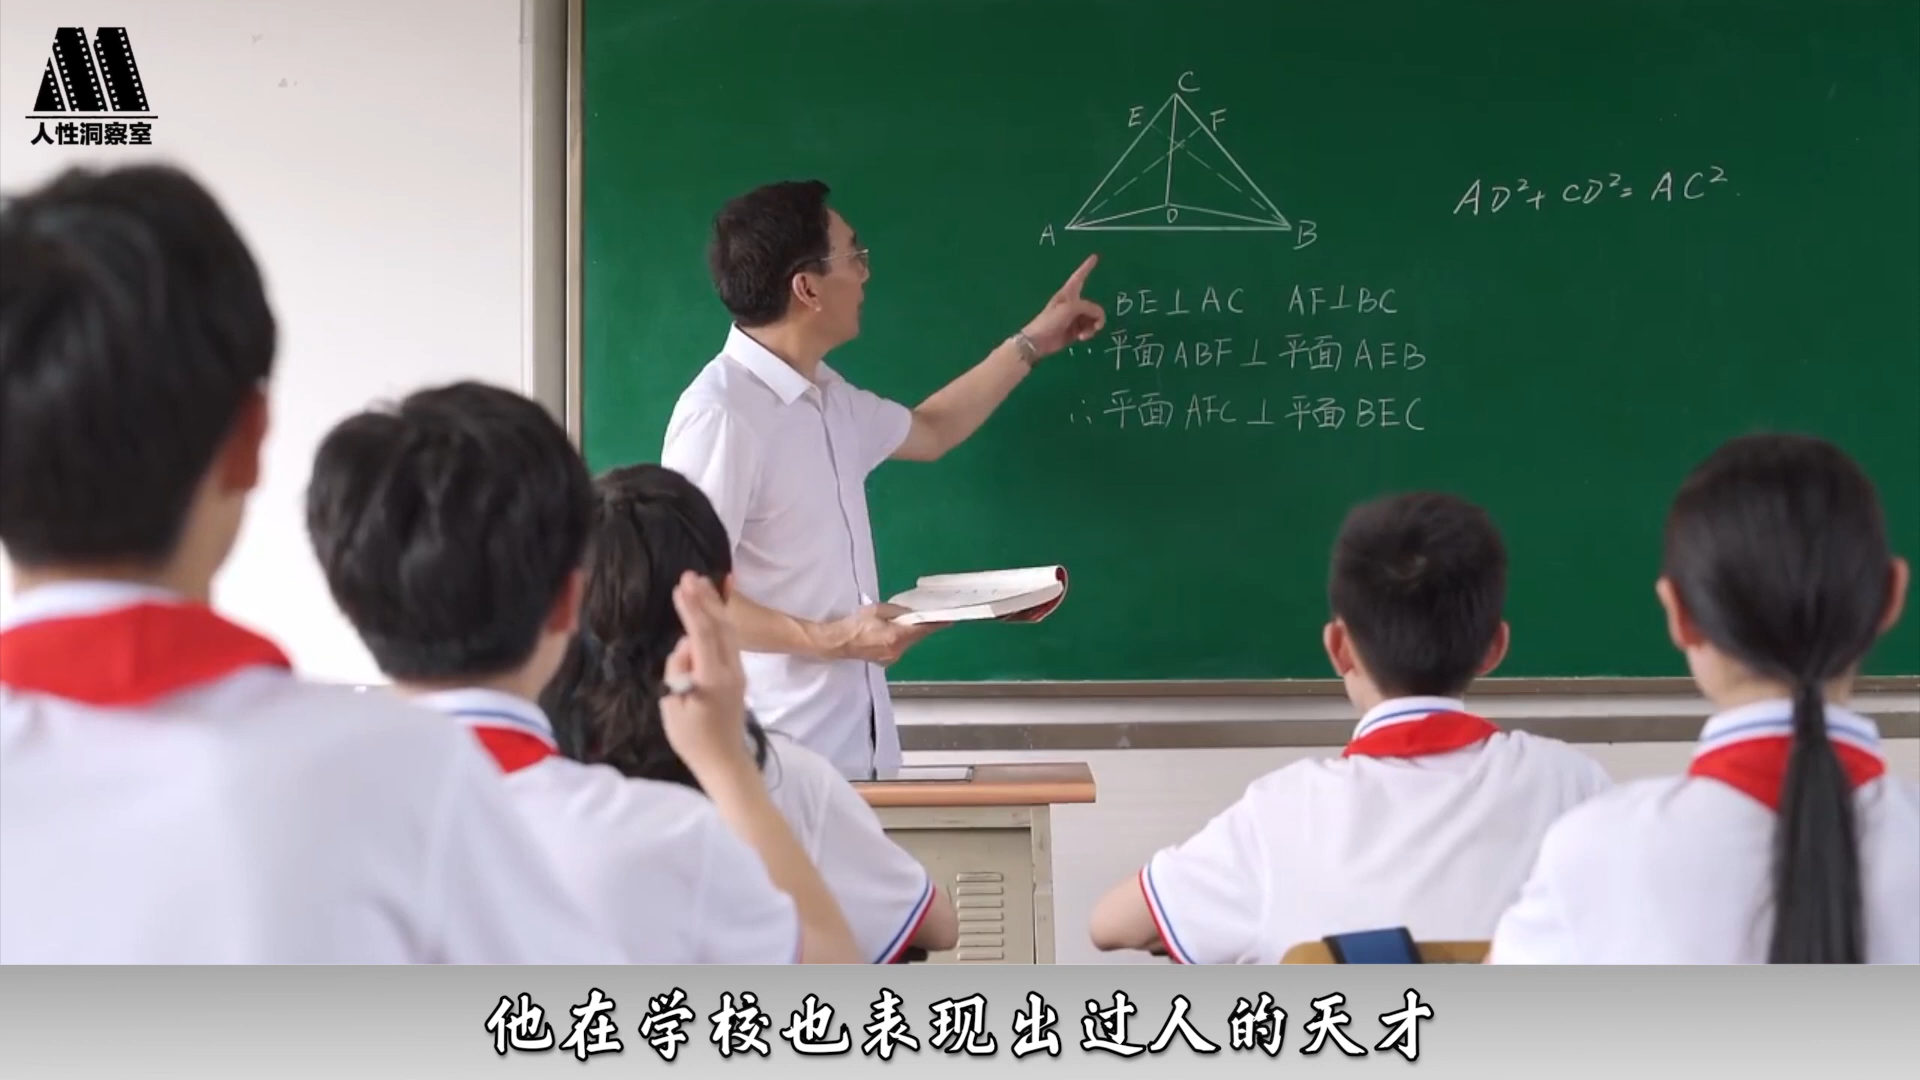 人性洞察室
C
E F
A D B
AD²+CD²=AC².
BE⊥AC AF⊥BC
∵平面ABF⊥平面AEB
∴平面AFC⊥平面BEC
他在学校也表现出过人的天才